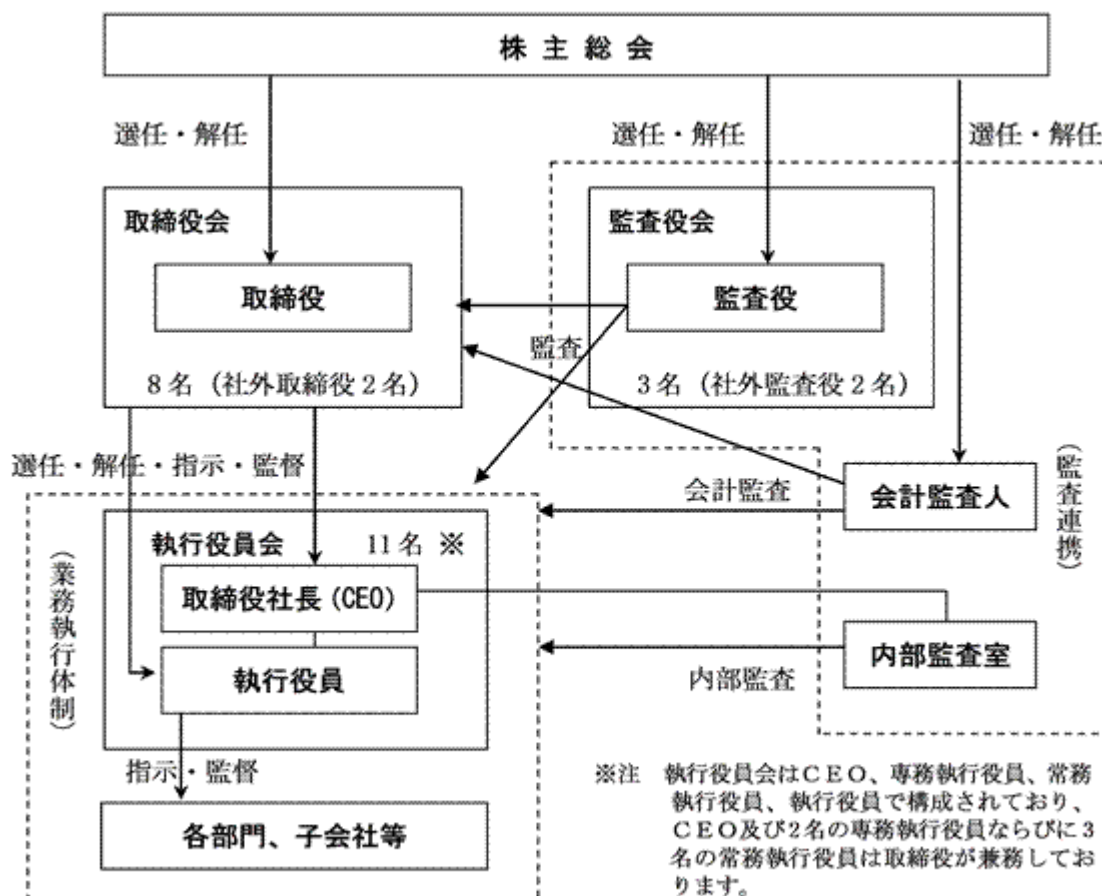 株主総会
選任・解任
選任・解任
選任・解任
取締役会
取締役
8名（社外取締役2名）
監査役会
監査役
3名（社外監査役2名）
監査
選任・解任・指示・監督
会計監査
会計監査人
（監査連携）
執行役員会　11名 ※
取締役社長（CEO）
執行役員
（業務執行体制）
内部監査
内部監査室
指示・監督
各部門、子会社等
※注　執行役員会はＣＥＯ、専務執行役員、常務
執行役員、執行役員で構成されており、
ＣＥＯ及び2名の専務執行役員ならびに3
名の常務執行役員は取締役が兼務してお
ります。